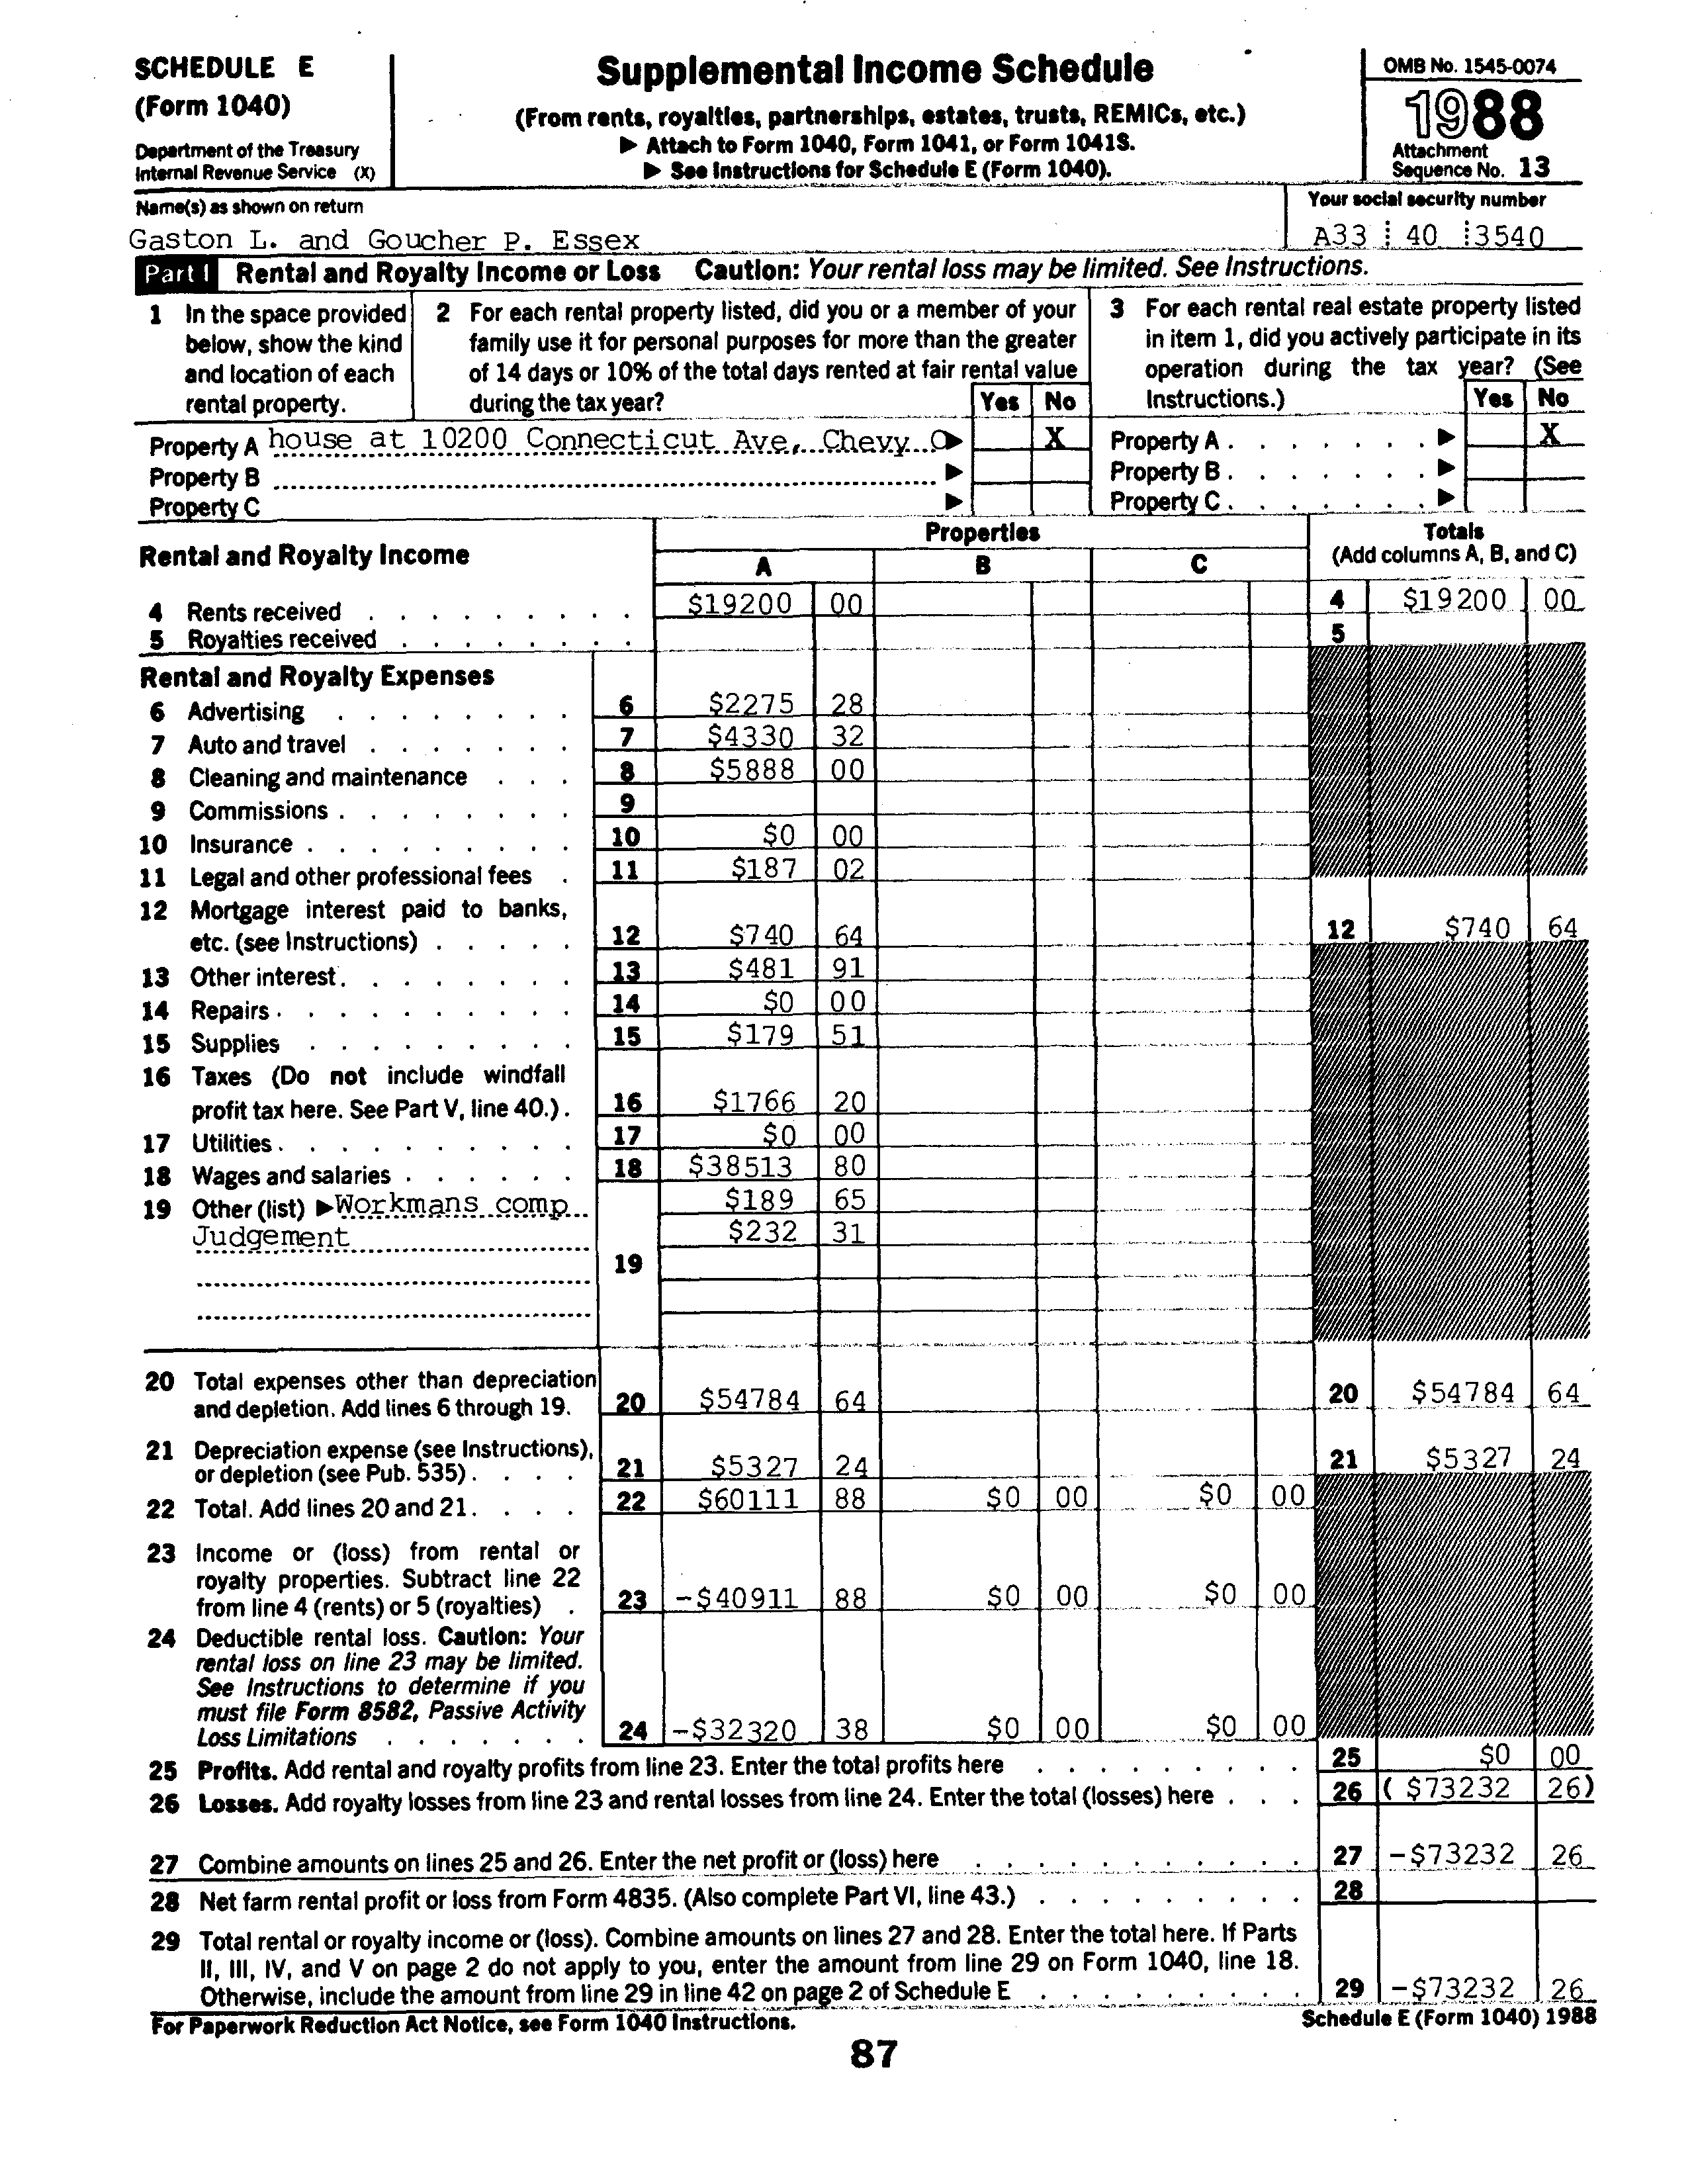 SCHEDULE E
(Form 1040)
Department of the Treasury
Internal Revenue Service (X)
Supplemental Income Schedule
(From rents, royalties, partnerships, estates, trusts, REMICs, etc.)
▶ Attach to Form 1040, Form 1041, or Form 1041S.
▶ See Instructions for Schedule E (Form 1040).
OMB No. 1545-0074
1988
Attachment
Sequence No. 13
Name(s) as shown on return
Gaston L. and Goucher P. Essex
Your social security number
A33 40 3540
Part I Rental and Royalty Income or Loss Caution: Your rental loss may be limited. See Instructions.
1 In the space provided
below, show the kind
and location of each
rental property.
2 For each rental property listed, did you or a member of your
family use it for personal purposes for more than the greater
of 14 days or 10% of the total days rented at fair rental value
during the tax year? Yes No
3 For each rental real estate property listed
in item 1, did you actively participate in its
operation during the tax year? (See
Instructions.) Yes No
Property A house at 10200 Connecticut Ave, Chevy C▶ X Property A . . . . . . . ▶ X
Property B ▶ Property B . . . . . . . ▶
Property C ▶ Property C . . . . . . . ▶
Rental and Royalty Income
Properties
A B C
Totals
(Add columns A, B, and C)
4 Rents received . . . . . . . . . $19200 00 4 $19200 00
5 Royalties received . . . . . . . . 5
Rental and Royalty Expenses
6 Advertising . . . . . . . . 6 $2275 28
7 Auto and travel . . . . . . . 7 $4330 32
8 Cleaning and maintenance . . . 8 $5888 00
9 Commissions . . . . . . . . 9
10 Insurance . . . . . . . . . 10 $0 00
11 Legal and other professional fees . 11 $187 02
12 Mortgage interest paid to banks,
etc. (see Instructions) . . . . . 12 $740 64 12 $740 64
13 Other interest . . . . . . . . 13 $481 91
14 Repairs . . . . . . . . . . 14 $0 00
15 Supplies . . . . . . . . . 15 $179 51
16 Taxes (Do not include windfall
profit tax here. See Part V, line 40.) . 16 $1766 20
17 Utilities . . . . . . . . . . 17 $0 00
18 Wages and salaries . . . . . . 18 $38513 80
19 Other (list) ▶ Workmans comp $189 65
Judgement $232 31
19
20 Total expenses other than depreciation
and depletion. Add lines 6 through 19. 20 $54784 64 20 $54784 64
21 Depreciation expense (see Instructions),
or depletion (see Pub. 535) . . . . 21 $5327 24 21 $5327 24
22 Total. Add lines 20 and 21 . . . . 22 $60111 88 $0 00 $0 00
23 Income or (loss) from rental or
royalty properties. Subtract line 22
from line 4 (rents) or 5 (royalties) . 23 -$40911 88 $0 00 $0 00
24 Deductible rental loss. Caution: Your
rental loss on line 23 may be limited.
See Instructions to determine if you
must file Form 8582, Passive Activity
Loss Limitations . . . . . . . 24 -$32320 38 $0 00 $0 00
25 Profits. Add rental and royalty profits from line 23. Enter the total profits here . . . . . . . . . 25 $0 00
26 Losses. Add royalty losses from line 23 and rental losses from line 24. Enter the total (losses) here . . . 26 ( $73232 26)
27 Combine amounts on lines 25 and 26. Enter the net profit or (loss) here . . . . . . . . . . . 27 -$73232 26
28 Net farm rental profit or loss from Form 4835. (Also complete Part VI, line 43.) . . . . . . . . . 28
29 Total rental or royalty income or (loss). Combine amounts on lines 27 and 28. Enter the total here. If Parts
II, III, IV, and V on page 2 do not apply to you, enter the amount from line 29 on Form 1040, line 18.
Otherwise, include the amount from line 29 in line 42 on page 2 of Schedule E . . . . . . . . . 29 -$73232 26
For Paperwork Reduction Act Notice, see Form 1040 Instructions. Schedule E (Form 1040) 1988
87